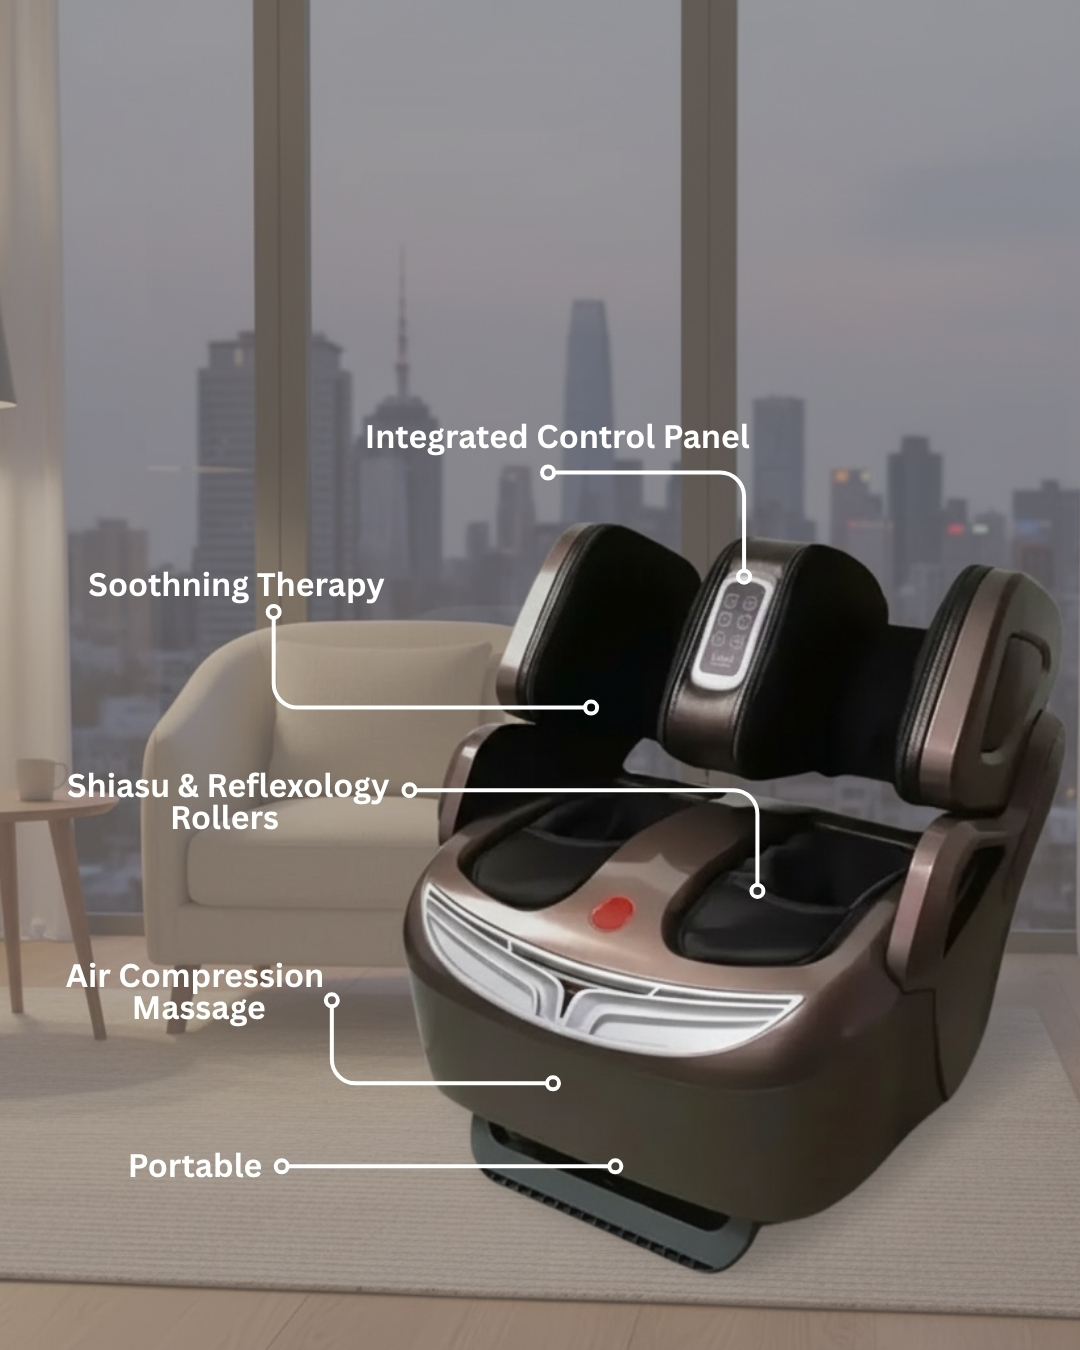 Integrated Control Panel
Soothning Therapy
Shiasu & Reflexology
Rollers
Air Compression
Massage
Portable